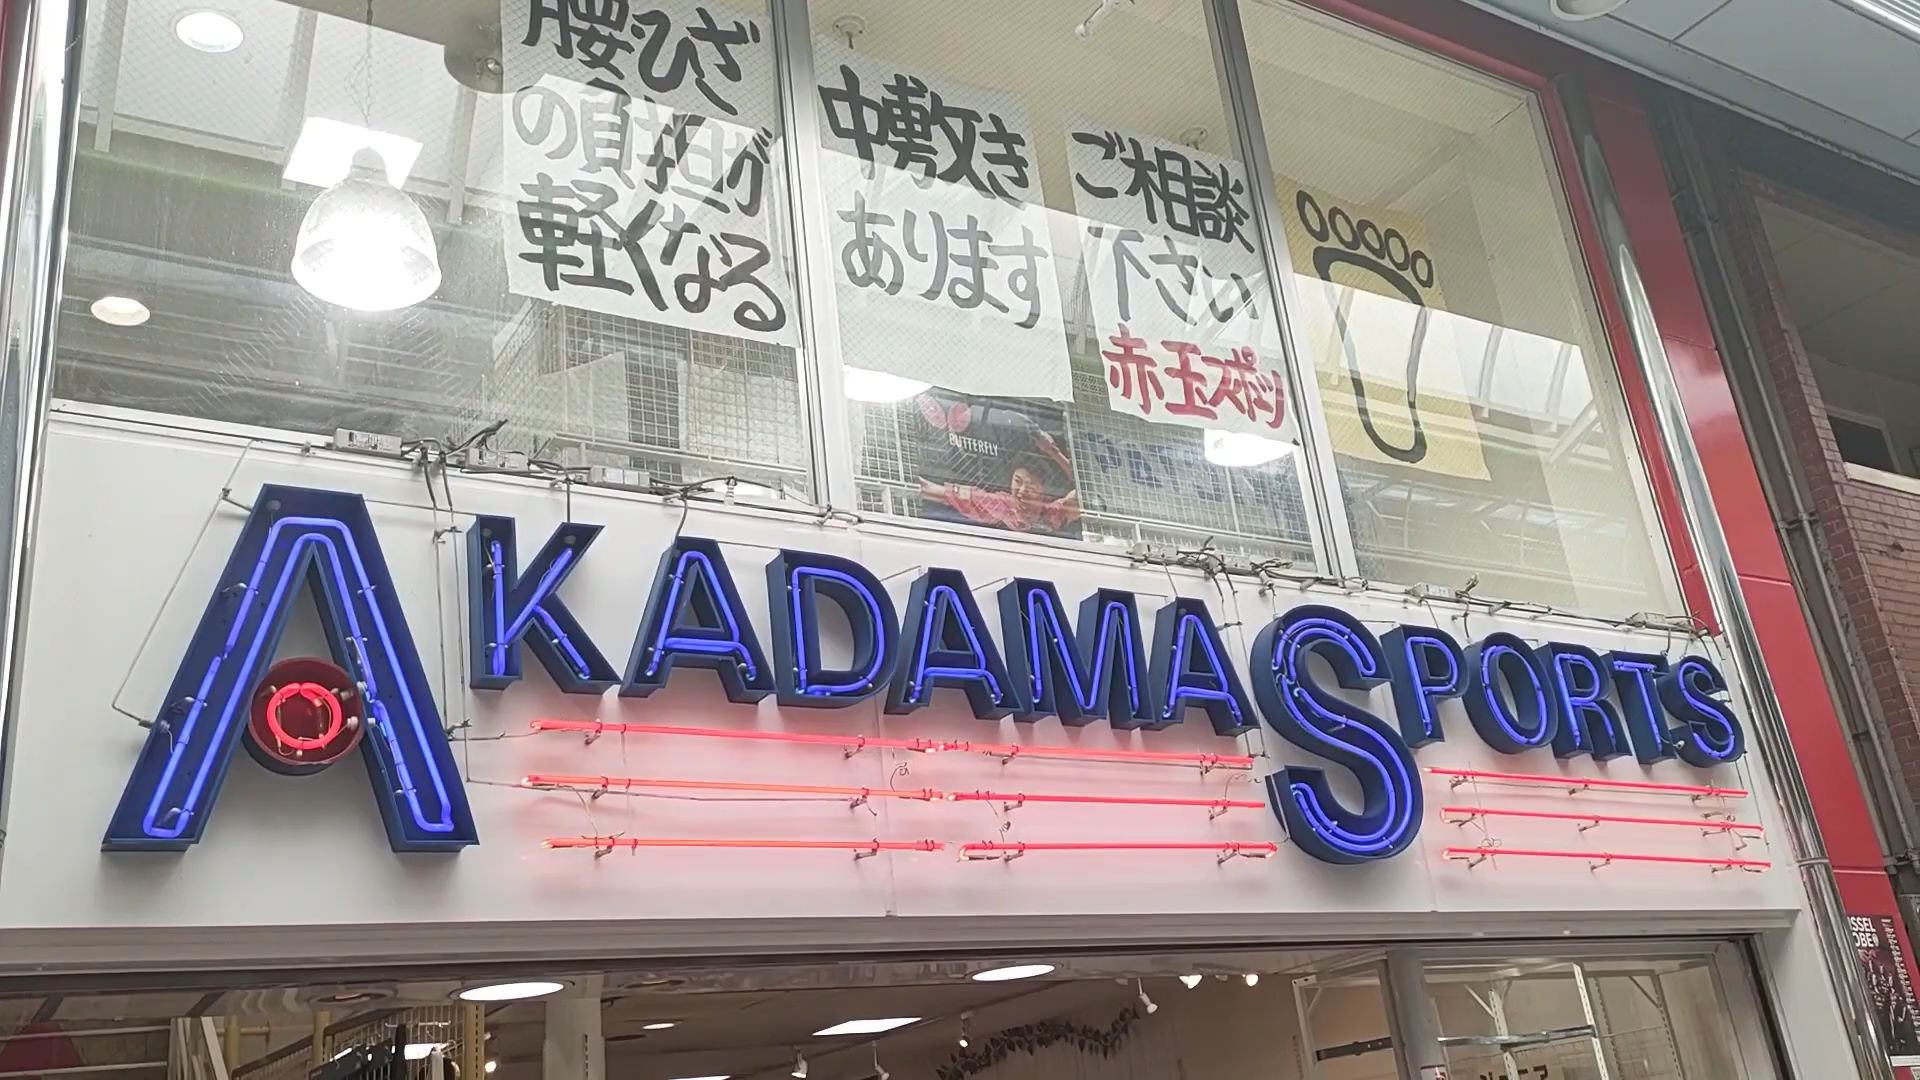 腰・ひざ
の負担が
軽くなる
中敷き
あります
ご相談
下さい
赤玉スポーツ
BUTTERFLY
AKADAMA SPORTS